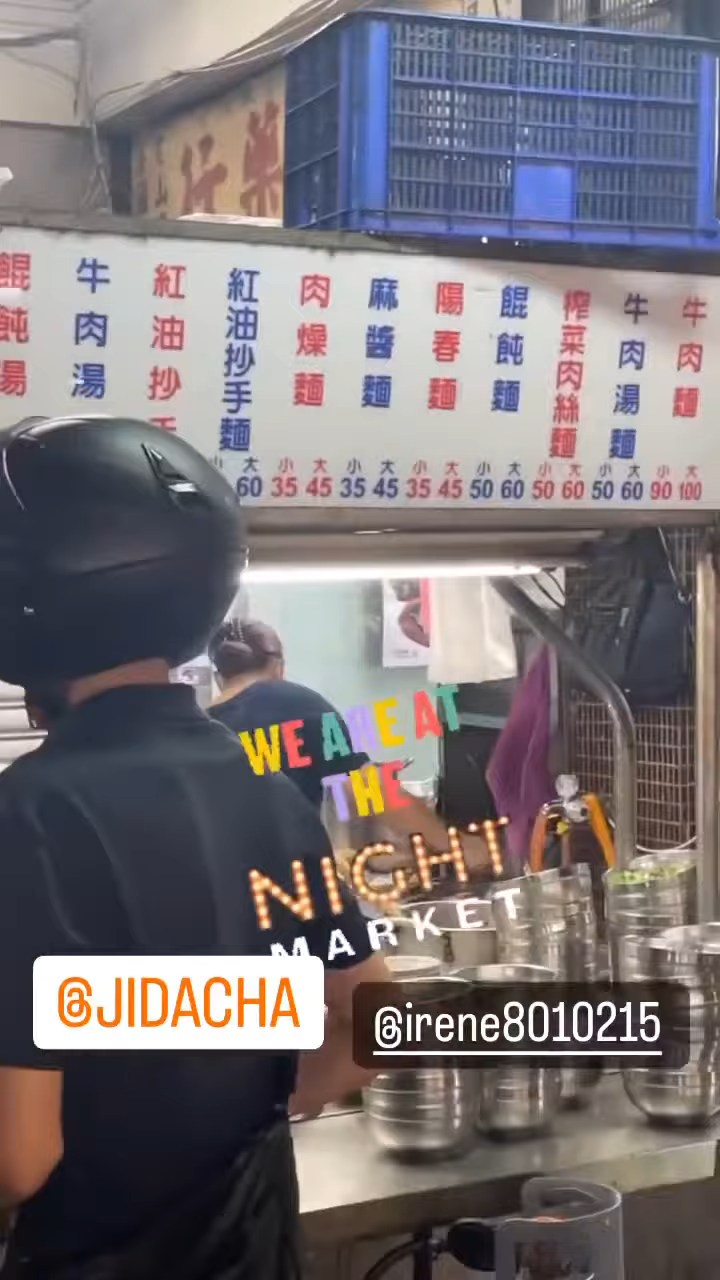 牛肉麵 小 90 大 100
牛肉湯麵 小 50 大 60
榨菜肉絲麵 小 50 大 60
餛飩麵 小 50 大 60
陽春麵 小 35 大 45
麻醬麵 小 35 大 45
肉燥麵 小 35 大 45
紅油抄手麵 小 大 60
紅油抄手
牛肉湯
餛飩湯
WE ARE AT
THE
NIGHT
MARKET
@JIDACHA
@irene8010215